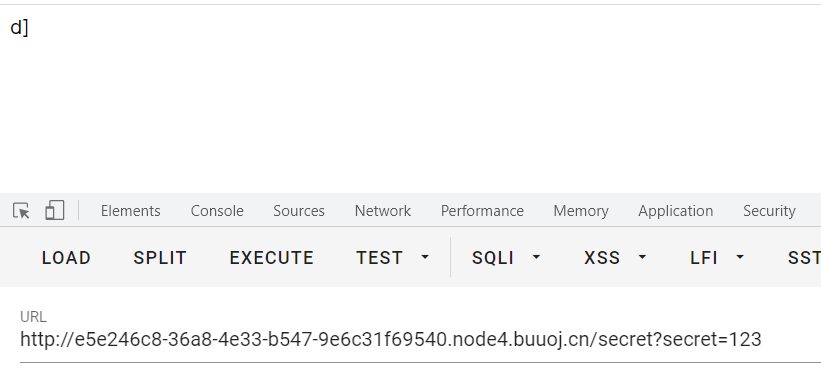 d]
Elements Console Sources Network Performance Memory Application Security
LOAD SPLIT EXECUTE TEST SQLI XSS LFI SST
URL
http://e5e246c8-36a8-4e33-b547-9e6c31f69540.node4.buuoj.cn/secret?secret=123